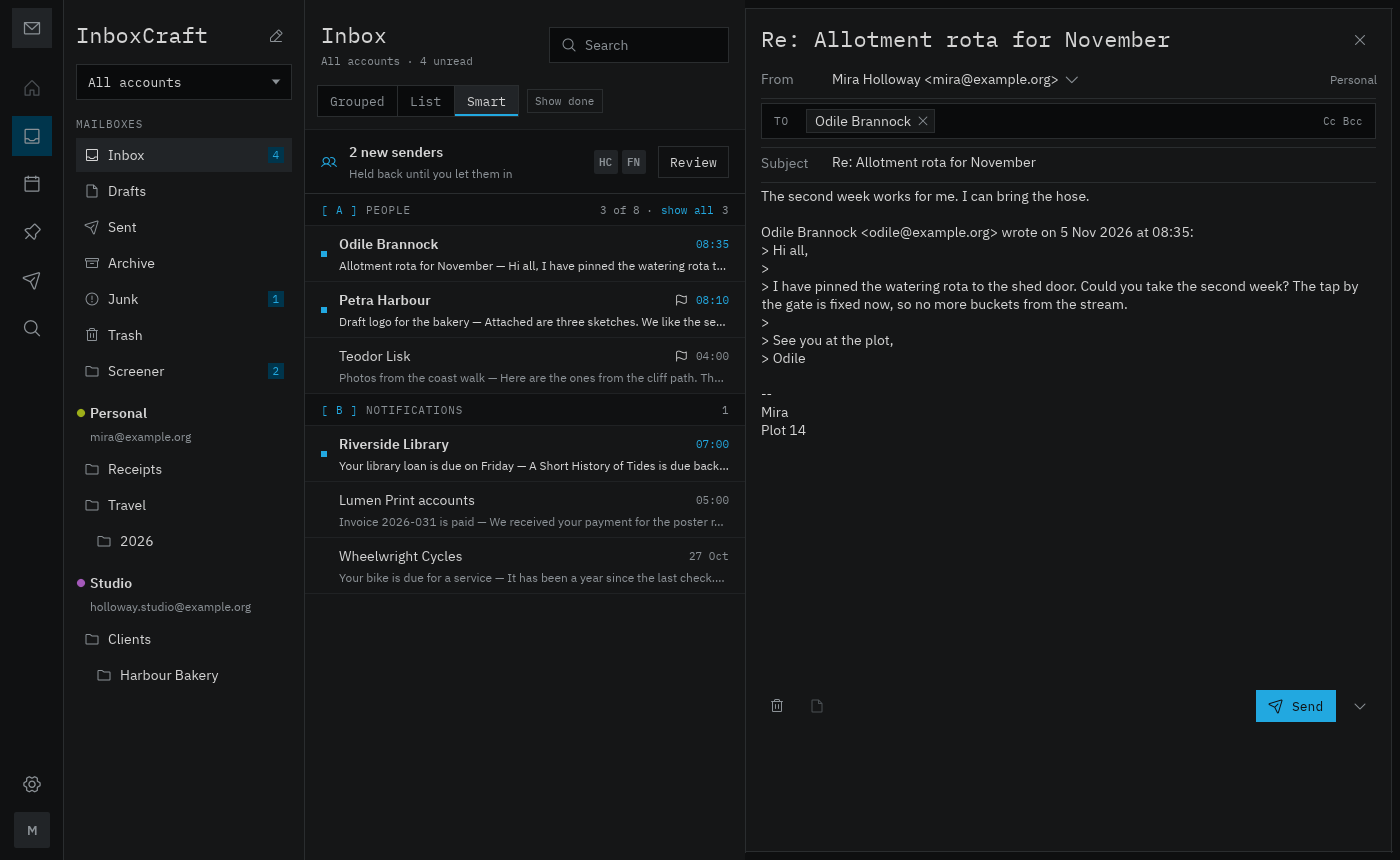 InboxCraft
All accounts
MAILBOXES
Inbox 4
Drafts
Sent
Archive
Junk 1
Trash
Screener 2
Personal
mira@example.org
Receipts
Travel
2026
Studio
holloway.studio@example.org
Clients
Harbour Bakery
M
Inbox
All accounts · 4 unread
Search
Grouped List Smart Show done
2 new senders
Held back until you let them in
HC FN Review
[ A ] PEOPLE 3 of 8 · show all 3
Odile Brannock 08:35
Allotment rota for November — Hi all, I have pinned the watering rota t…
Petra Harbour 08:10
Draft logo for the bakery — Attached are three sketches. We like the se…
Teodor Lisk 04:00
Photos from the coast walk — Here are the ones from the cliff path. Th…
[ B ] NOTIFICATIONS 1
Riverside Library 07:00
Your library loan is due on Friday — A Short History of Tides is due back…
Lumen Print accounts 05:00
Invoice 2026-031 is paid — We received your payment for the poster r…
Wheelwright Cycles 27 Oct
Your bike is due for a service — It has been a year since the last check.…
Re: Allotment rota for November
From Mira Holloway <mira@example.org> Personal
TO Odile Brannock Cc Bcc
Subject Re: Allotment rota for November
The second week works for me. I can bring the hose.
Odile Brannock <odile@example.org> wrote on 5 Nov 2026 at 08:35:
> Hi all,
>
> I have pinned the watering rota to the shed door. Could you take the second week? The tap by
the gate is fixed now, so no more buckets from the stream.
>
> See you at the plot,
> Odile
--
Mira
Plot 14
Send